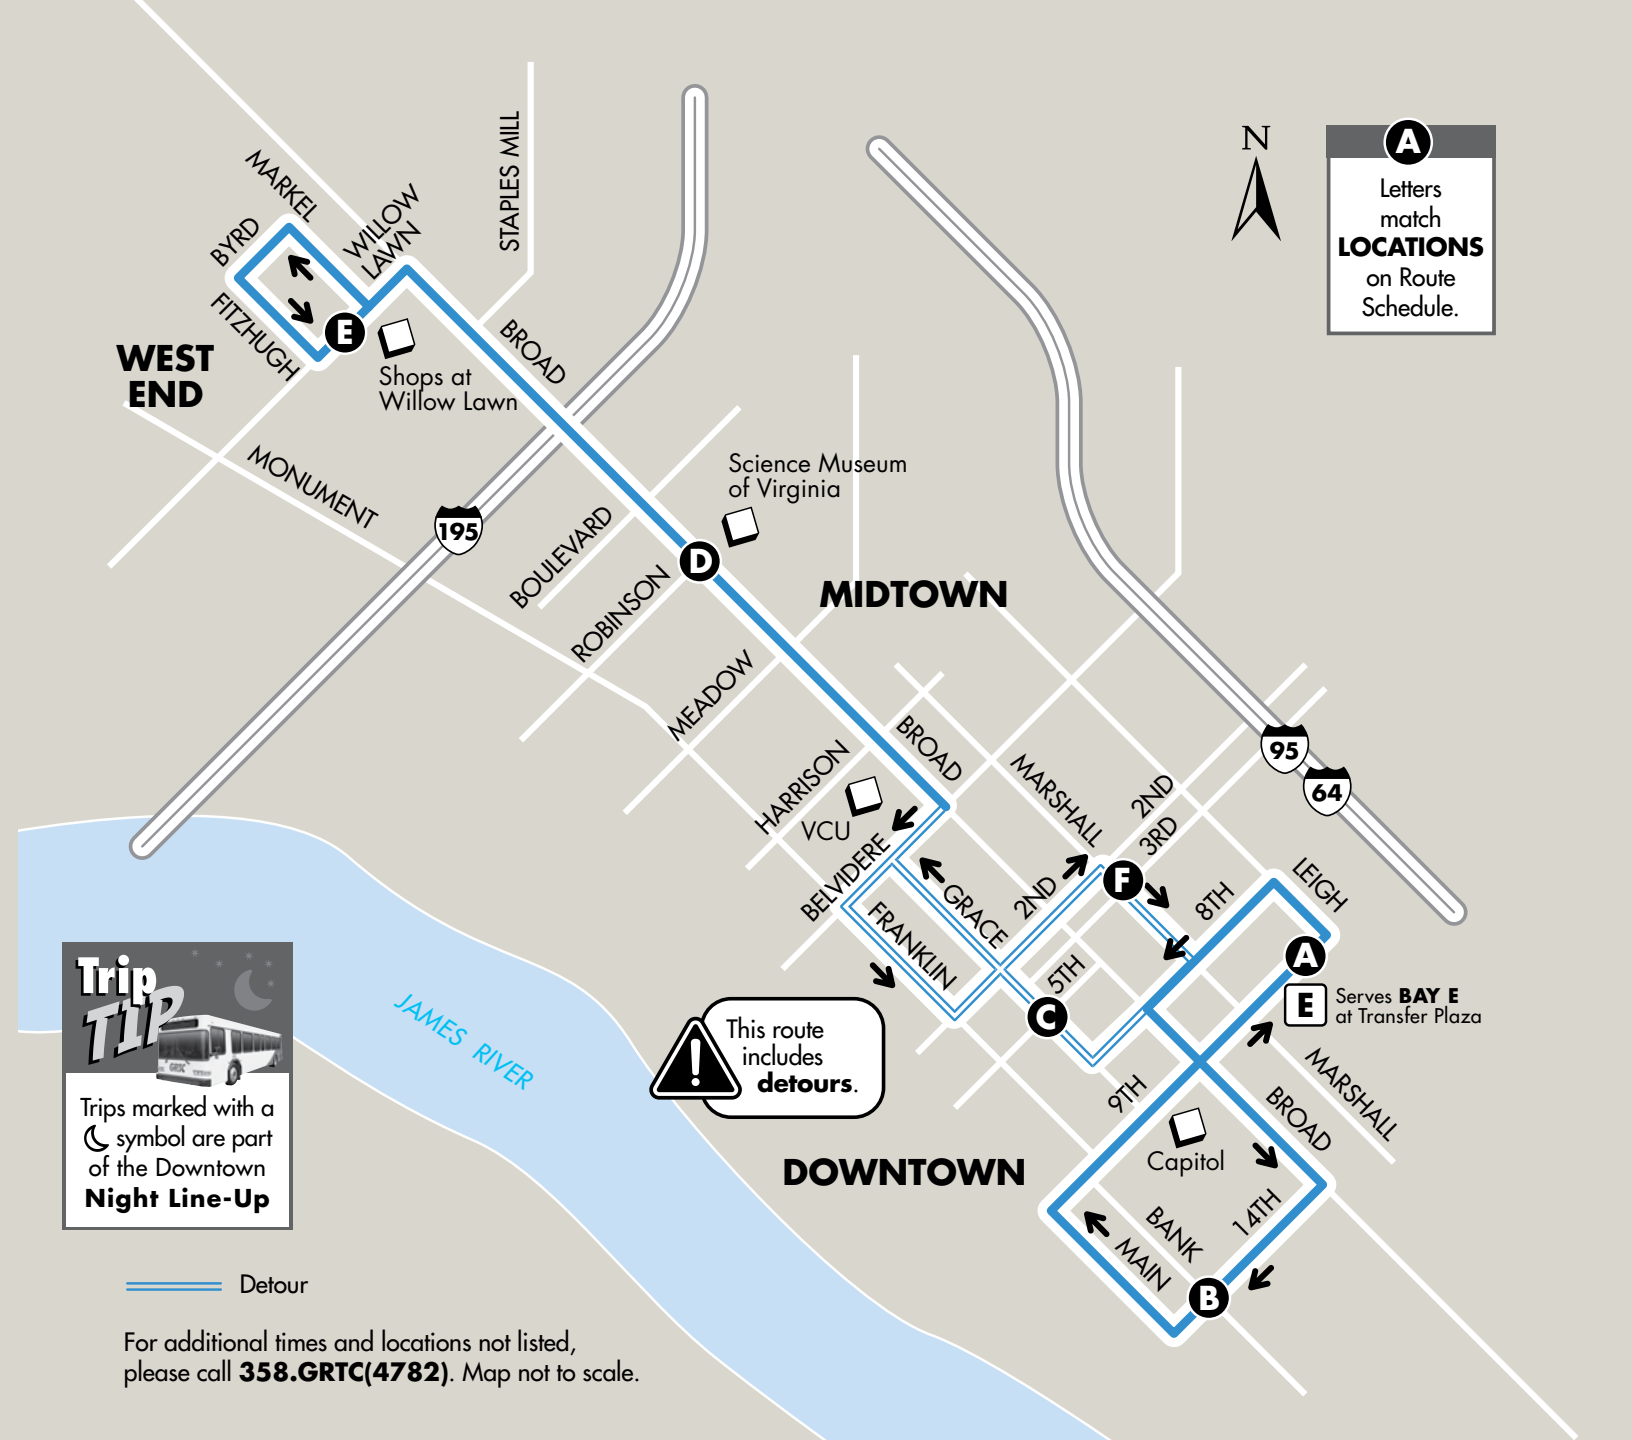 MARKEL
WILLOW
LAWN
STAPLES MILL
BYRD
FITZHUGH
E
WEST
END
Shops at
Willow Lawn
BROAD
MONUMENT
195
N
A
Letters
match
LOCATIONS
on Route
Schedule.
Science Museum
of Virginia
BOULEVARD
ROBINSON
D
MIDTOWN
MEADOW
HARRISON
BROAD
VCU
BELVIDERE
MARSHALL
2ND
3RD
95
64
F
GRACE
2ND
FRANKLIN
8TH
LEIGH
5TH
C
A
E
Serves BAY E
at Transfer Plaza
Trip
TIP
GRTC
Trips marked with a
symbol are part
of the Downtown
Night Line-Up
JAMES RIVER
This route
includes
detours.
!
9TH
MARSHALL
BROAD
Capitol
DOWNTOWN
14TH
BANK
MAIN
B
Detour
For additional times and locations not listed,
please call 358.GRTC(4782). Map not to scale.